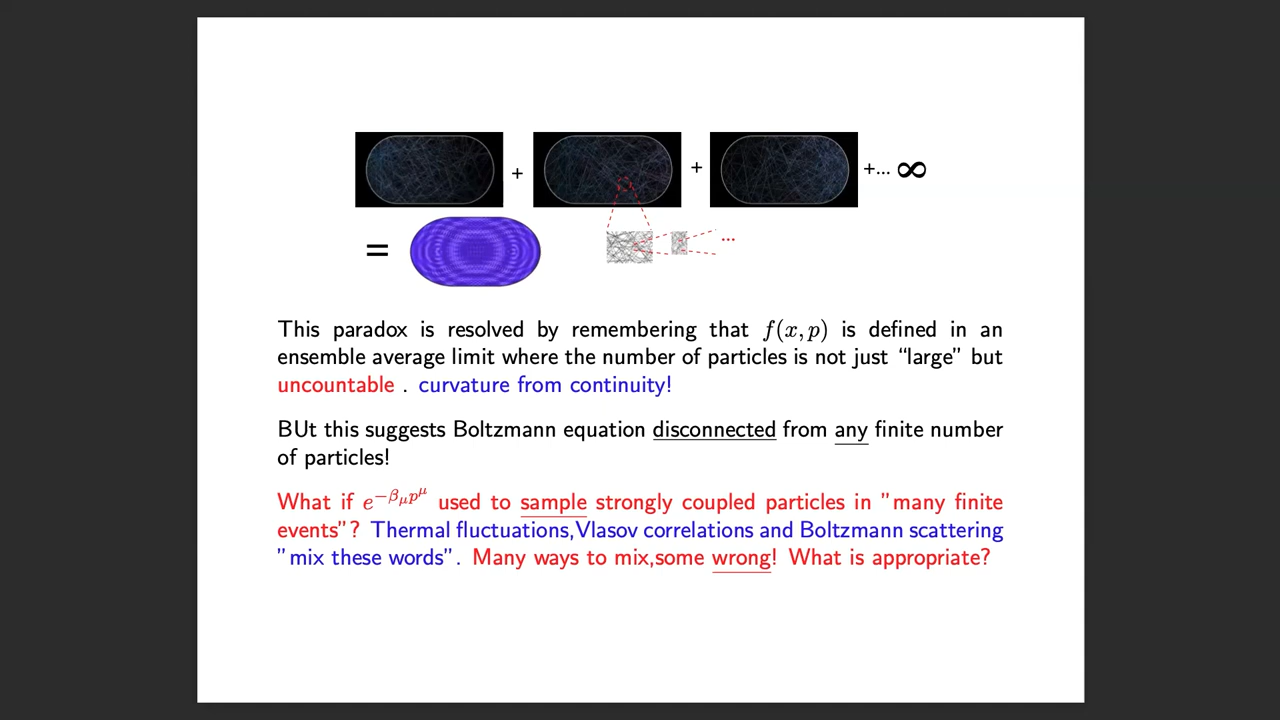 + + +... ∞
= ...
This paradox is resolved by remembering that f(x, p) is defined in an
ensemble average limit where the number of particles is not just “large” but
uncountable . curvature from continuity!
BUt this suggests Boltzmann equation disconnected from any finite number
of particles!
What if e^{−β_μ p^μ} used to sample strongly coupled particles in ”many finite
events”? Thermal fluctuations,Vlasov correlations and Boltzmann scattering
”mix these words”. Many ways to mix,some wrong! What is appropriate?